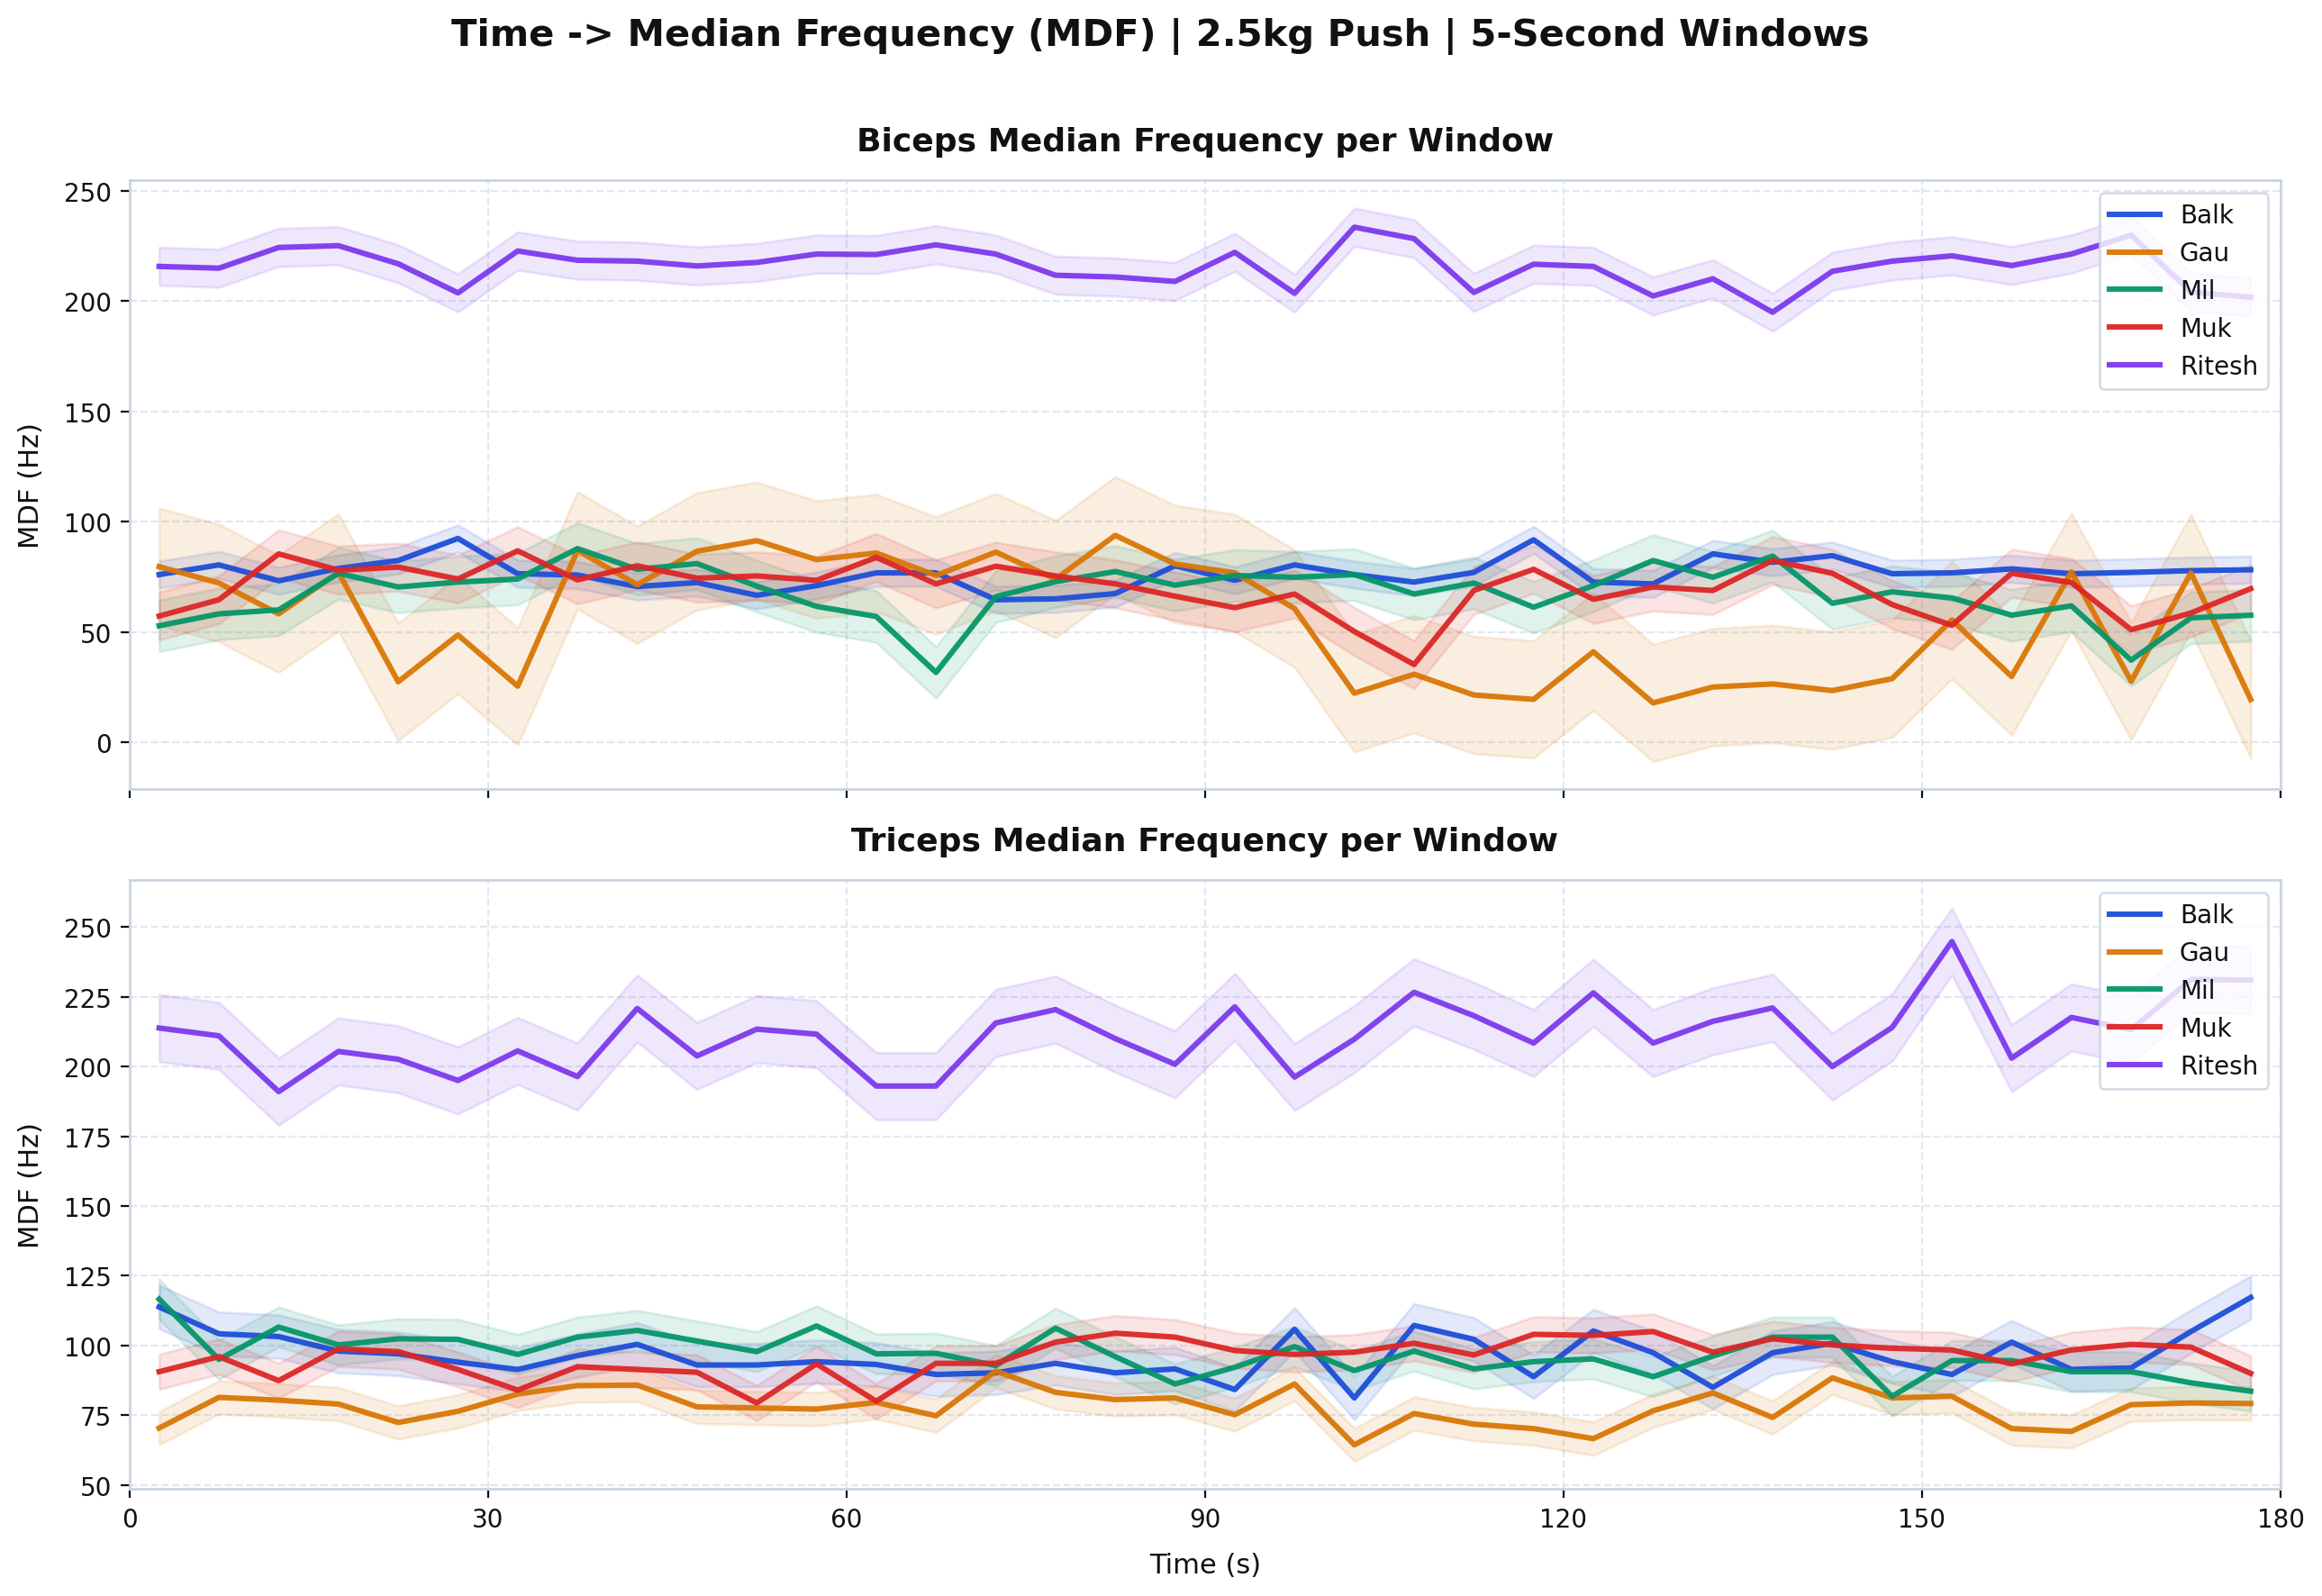 Time -> Median Frequency (MDF) | 2.5kg Push | 5-Second Windows
Biceps Median Frequency per Window
MDF (Hz)
250
200
150
100
50
0
Balk
Gau
Mil
Muk
Ritesh
Triceps Median Frequency per Window
MDF (Hz)
250
225
200
175
150
125
100
75
50
Balk
Gau
Mil
Muk
Ritesh
0 30 60 90 120 150 180
Time (s)